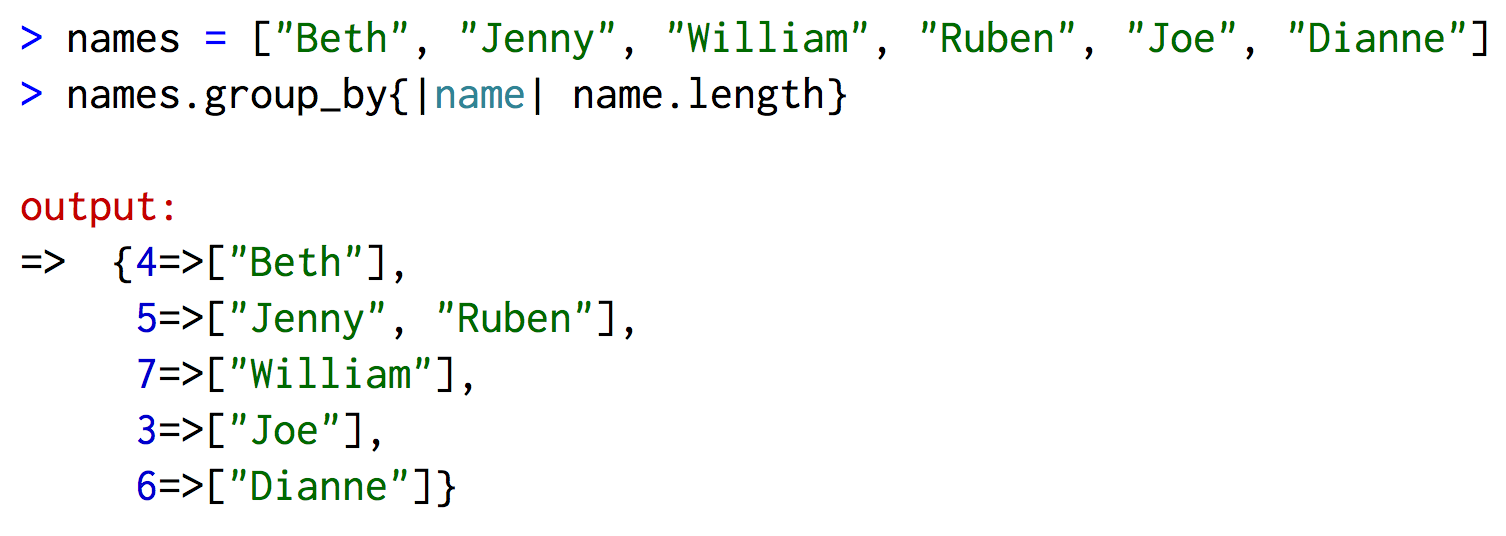 > names = ["Beth", "Jenny", "William", "Ruben", "Joe", "Dianne"]
> names.group_by{|name| name.length}
output:
=>  {4=>["Beth"],
     5=>["Jenny", "Ruben"],
     7=>["William"],
     3=>["Joe"],
     6=>["Dianne"]}